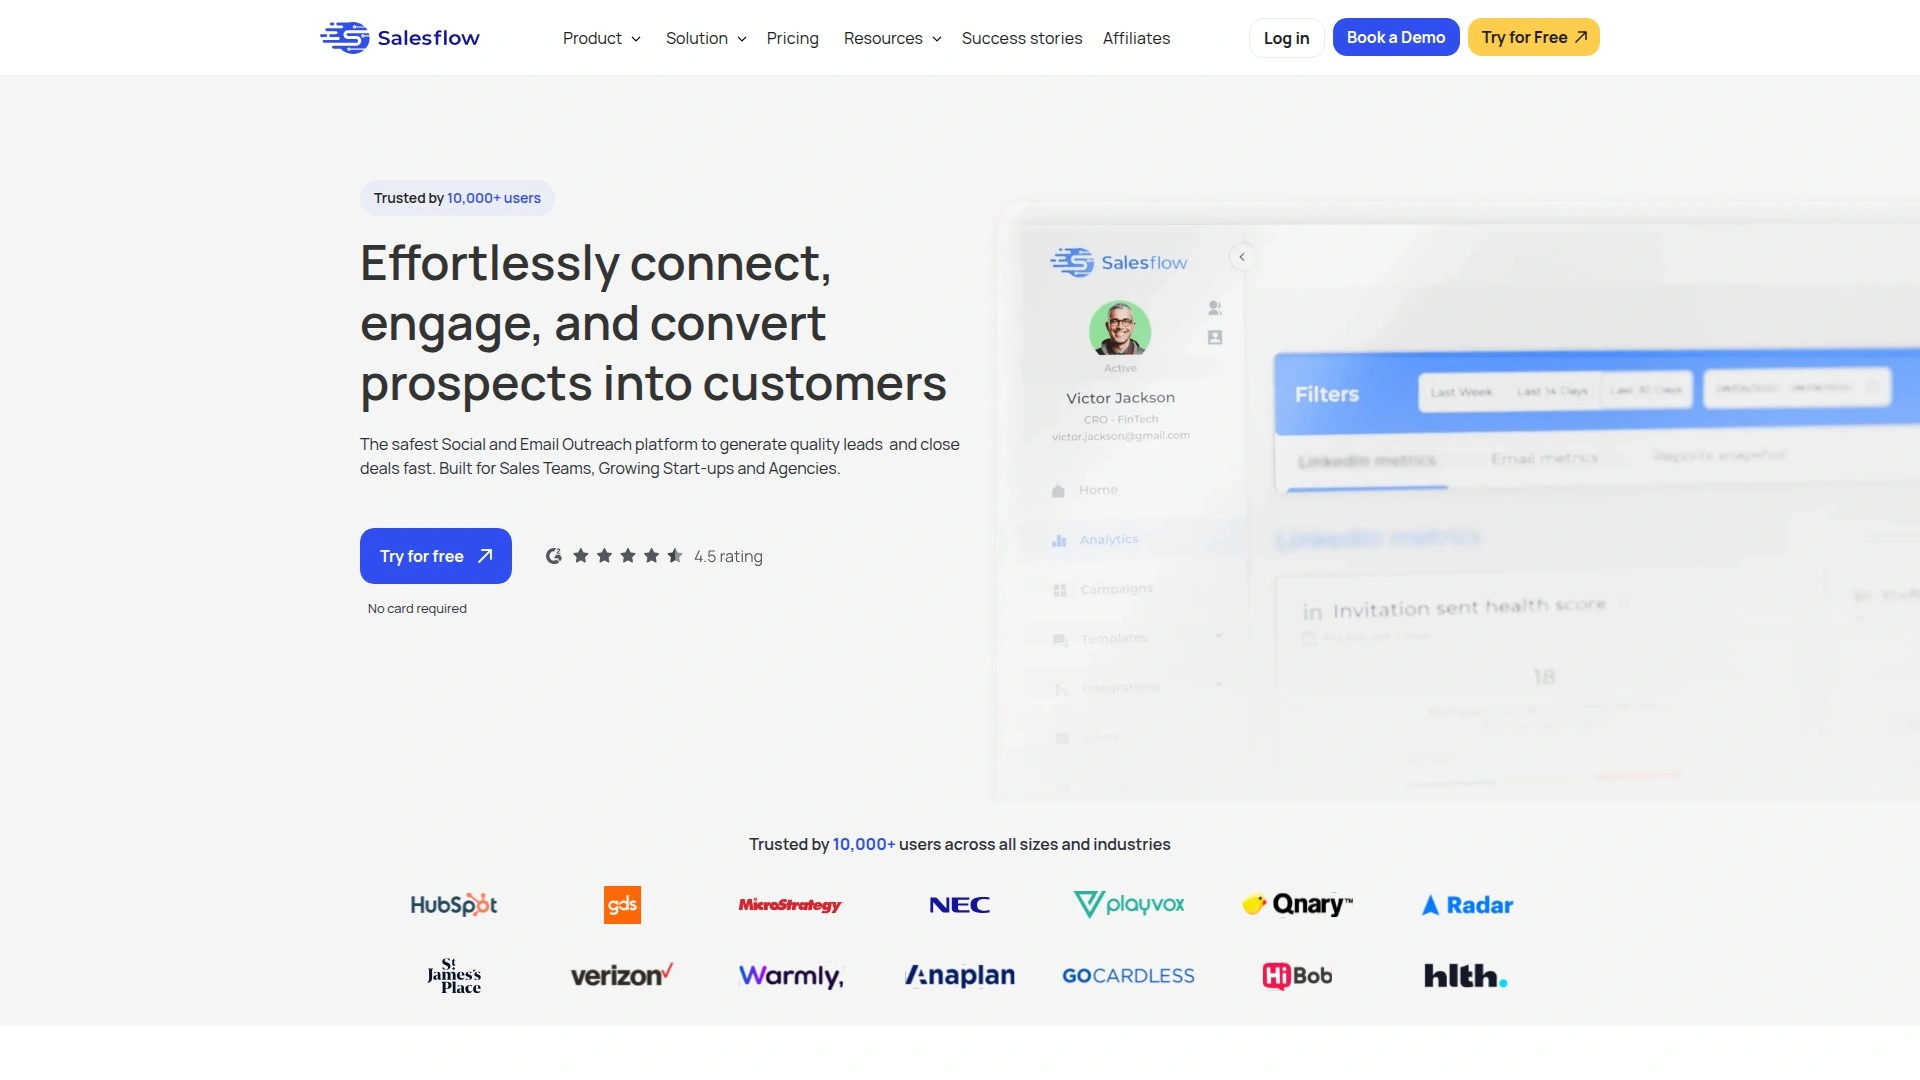 Salesflow
Product
Solution
Pricing
Resources
Success stories
Affiliates
Log in
Book a Demo
Try for Free
Trusted by 10,000+ users
Effortlessly connect,
engage, and convert
prospects into customers
The safest Social and Email Outreach platform to generate quality leads and close
deals fast. Built for Sales Teams, Growing Start-ups and Agencies.
Try for free
4.5 rating
No card required
Salesflow
Active
Victor Jackson
CRO - FinTech
victor.jackson@gmail.com
Home
Analytics
Campaigns
Templates
Integrations
Filters
Last Week
Last 14 Days
Last 30 Days
LinkedIn metrics
Email metrics
Reports snapshot
LinkedIn metrics
in Invitation sent health score
For the last 7 days
18
Trusted by 10,000+ users across all sizes and industries
HubSpot
gds
MicroStrategy
NEC
playvox
Qnary™
Radar
St
James's
Place
verizon
Warmly,
Anaplan
GOCARDLESS
HiBob
hlth.